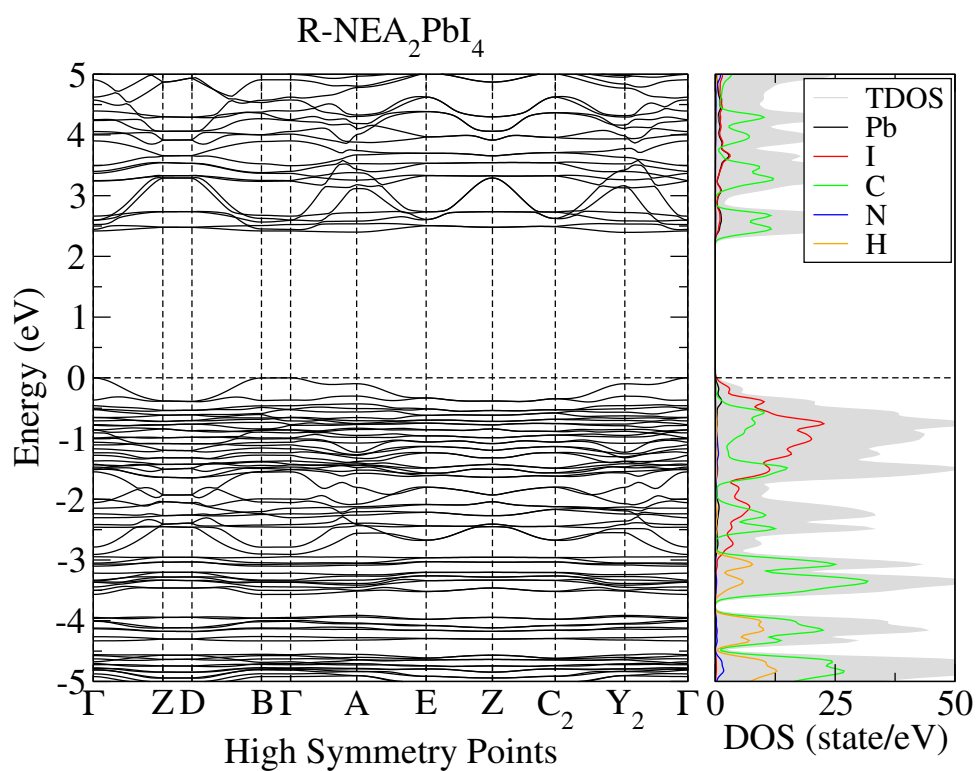 R-NEA₂PbI₄
Energy (eV)
5
4
3
2
1
0
-1
-2
-3
-4
-5
Γ Z D B Γ A E Z C₂ Y₂ Γ
High Symmetry Points
TDOS
Pb
I
C
N
H
0 25 50
DOS (state/eV)